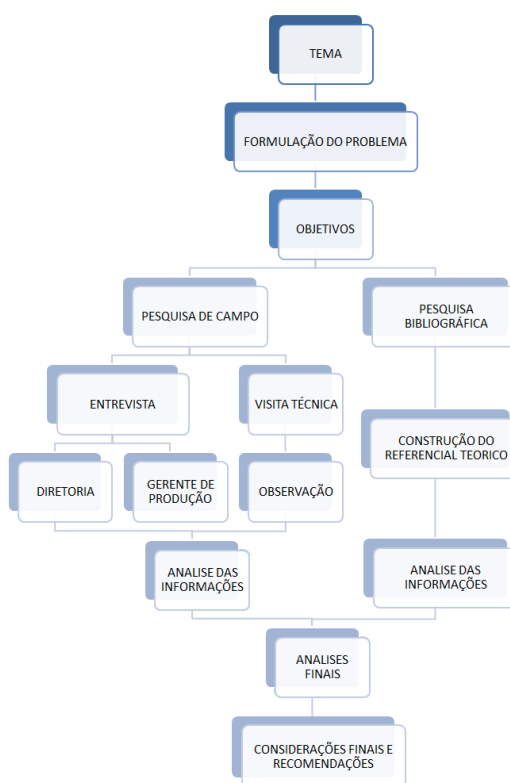 TEMA
FORMULAÇÃO DO PROBLEMA
OBJETIVOS
PESQUISA DE CAMPO
PESQUISA
BIBLIOGRÁFICA
ENTREVISTA
VISITA TÉCNICA
CONSTRUÇÃO DO
REFERENCIAL TEORICO
DIRETORIA
GERENTE DE
PRODUÇÃO
OBSERVAÇÃO
ANALISE DAS
INFORMAÇÕES
ANALISE DAS
INFORMAÇÕES
ANALISES
FINAIS
CONSIDERAÇÕES FINAIS E
RECOMENDAÇÕES